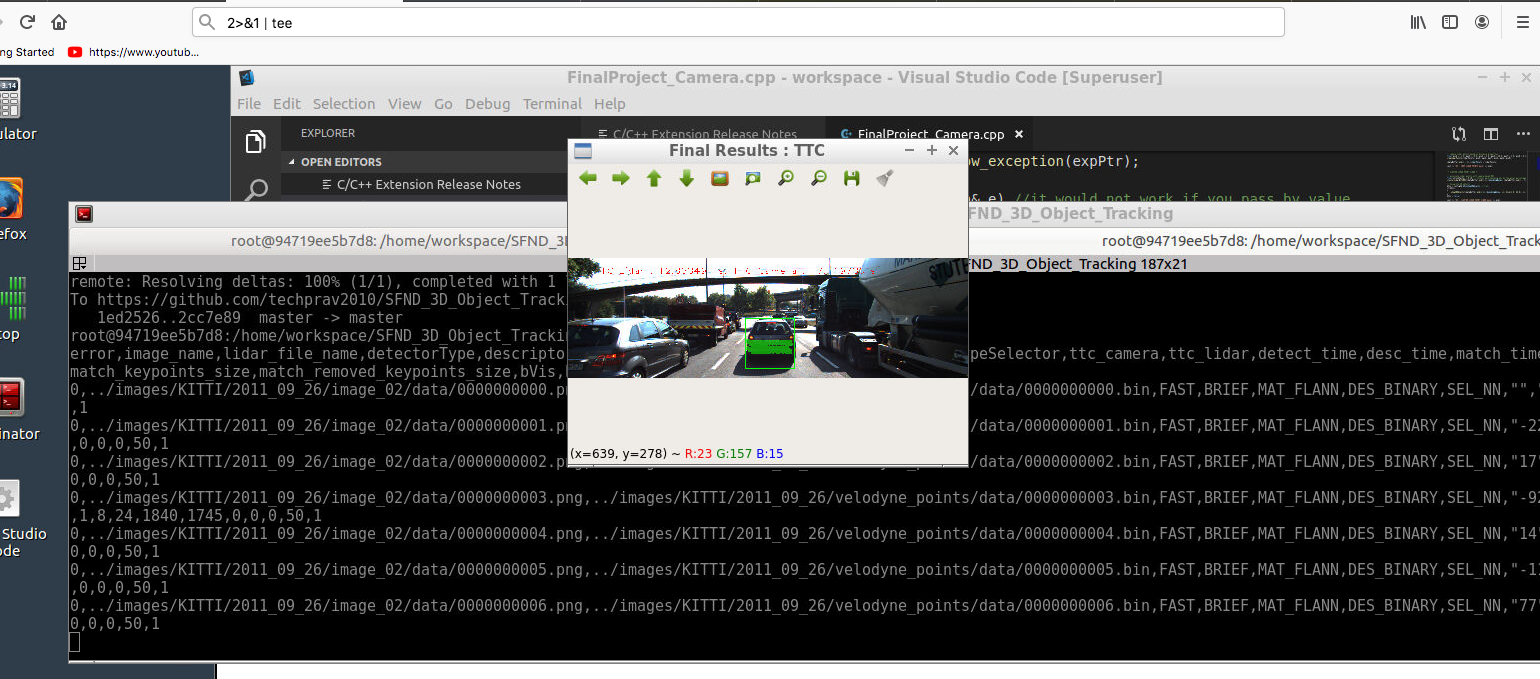 2>&1 | tee
ng Started
https://www.youtub...
FinalProject_Camera.cpp - workspace - Visual Studio Code [Superuser]
File Edit Selection View Go Debug Terminal Help
ulator
EXPLORER
C/C++ Extension Release Notes
FinalProject_Camera.cpp ×
OPEN EDITORS
C/C++ Extension Release Notes
Final Results : TTC
ow_exception(expPtr);
& e) //it would not work if you pass by value
efox
FND_3D_Object_Tracking
root@94719ee5b7d8: /home/workspace/SFND_3D
root@94719ee5b7d8: /home/workspace/SFND_3D_Object_Track
FND_3D_Object_Tracking 187x21
remote: Resolving deltas: 100% (1/1), completed with 1
To https://github.com/techprav2010/SFND_3D_Object_Track
1ed2526..2cc7e89 master -> master
root@94719ee5b7d8:/home/workspace/SFND_3D_Object_Tracki
top
error,image_name,lidar_file_name,detectorType,descripto
peSelector,ttc_camera,ttc_lidar,detect_time,desc_time,match_time
match_keypoints_size,match_removed_keypoints_size,bVis,
0,../images/KITTI/2011_09_26/image_02/data/0000000000.pn
/data/0000000000.bin,FAST,BRIEF,MAT_FLANN,DES_BINARY,SEL_NN,"","
,1
0,../images/KITTI/2011_09_26/image_02/data/0000000001.pn
/data/0000000001.bin,FAST,BRIEF,MAT_FLANN,DES_BINARY,SEL_NN,"-22
,0,0,0,50,1
inator
0,../images/KITTI/2011_09_26/image_02/data/0000000002.pn
/data/0000000002.bin,FAST,BRIEF,MAT_FLANN,DES_BINARY,SEL_NN,"17
(x=639, y=278) ~ R:23 G:157 B:15
0,0,0,50,1
0,../images/KITTI/2011_09_26/image_02/data/0000000003.png,../images/KITTI/2011_09_26/velodyne_points/data/0000000003.bin,FAST,BRIEF,MAT_FLANN,DES_BINARY,SEL_NN,"-92
,1,8,24,1840,1745,0,0,0,50,1
0,../images/KITTI/2011_09_26/image_02/data/0000000004.png,../images/KITTI/2011_09_26/velodyne_points/data/0000000004.bin,FAST,BRIEF,MAT_FLANN,DES_BINARY,SEL_NN,"14
0,0,0,50,1
Studio
ode
0,../images/KITTI/2011_09_26/image_02/data/0000000005.png,../images/KITTI/2011_09_26/velodyne_points/data/0000000005.bin,FAST,BRIEF,MAT_FLANN,DES_BINARY,SEL_NN,"-11
,0,0,0,50,1
0,../images/KITTI/2011_09_26/image_02/data/0000000006.png,../images/KITTI/2011_09_26/velodyne_points/data/0000000006.bin,FAST,BRIEF,MAT_FLANN,DES_BINARY,SEL_NN,"77
0,0,0,50,1